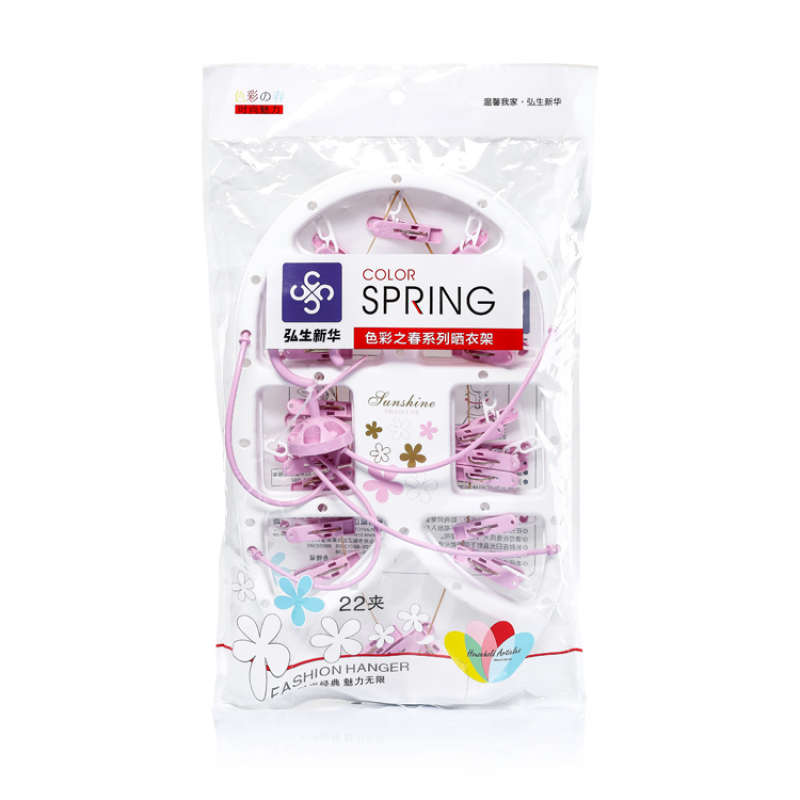 色彩の春
时尚魅力
温馨我家·弘生新华
COLOR
SPRING
弘生新华
色彩之春系列晒衣架
Sunshine
22夹
Household Articles
FASHION HANGER
经典 魅力无限